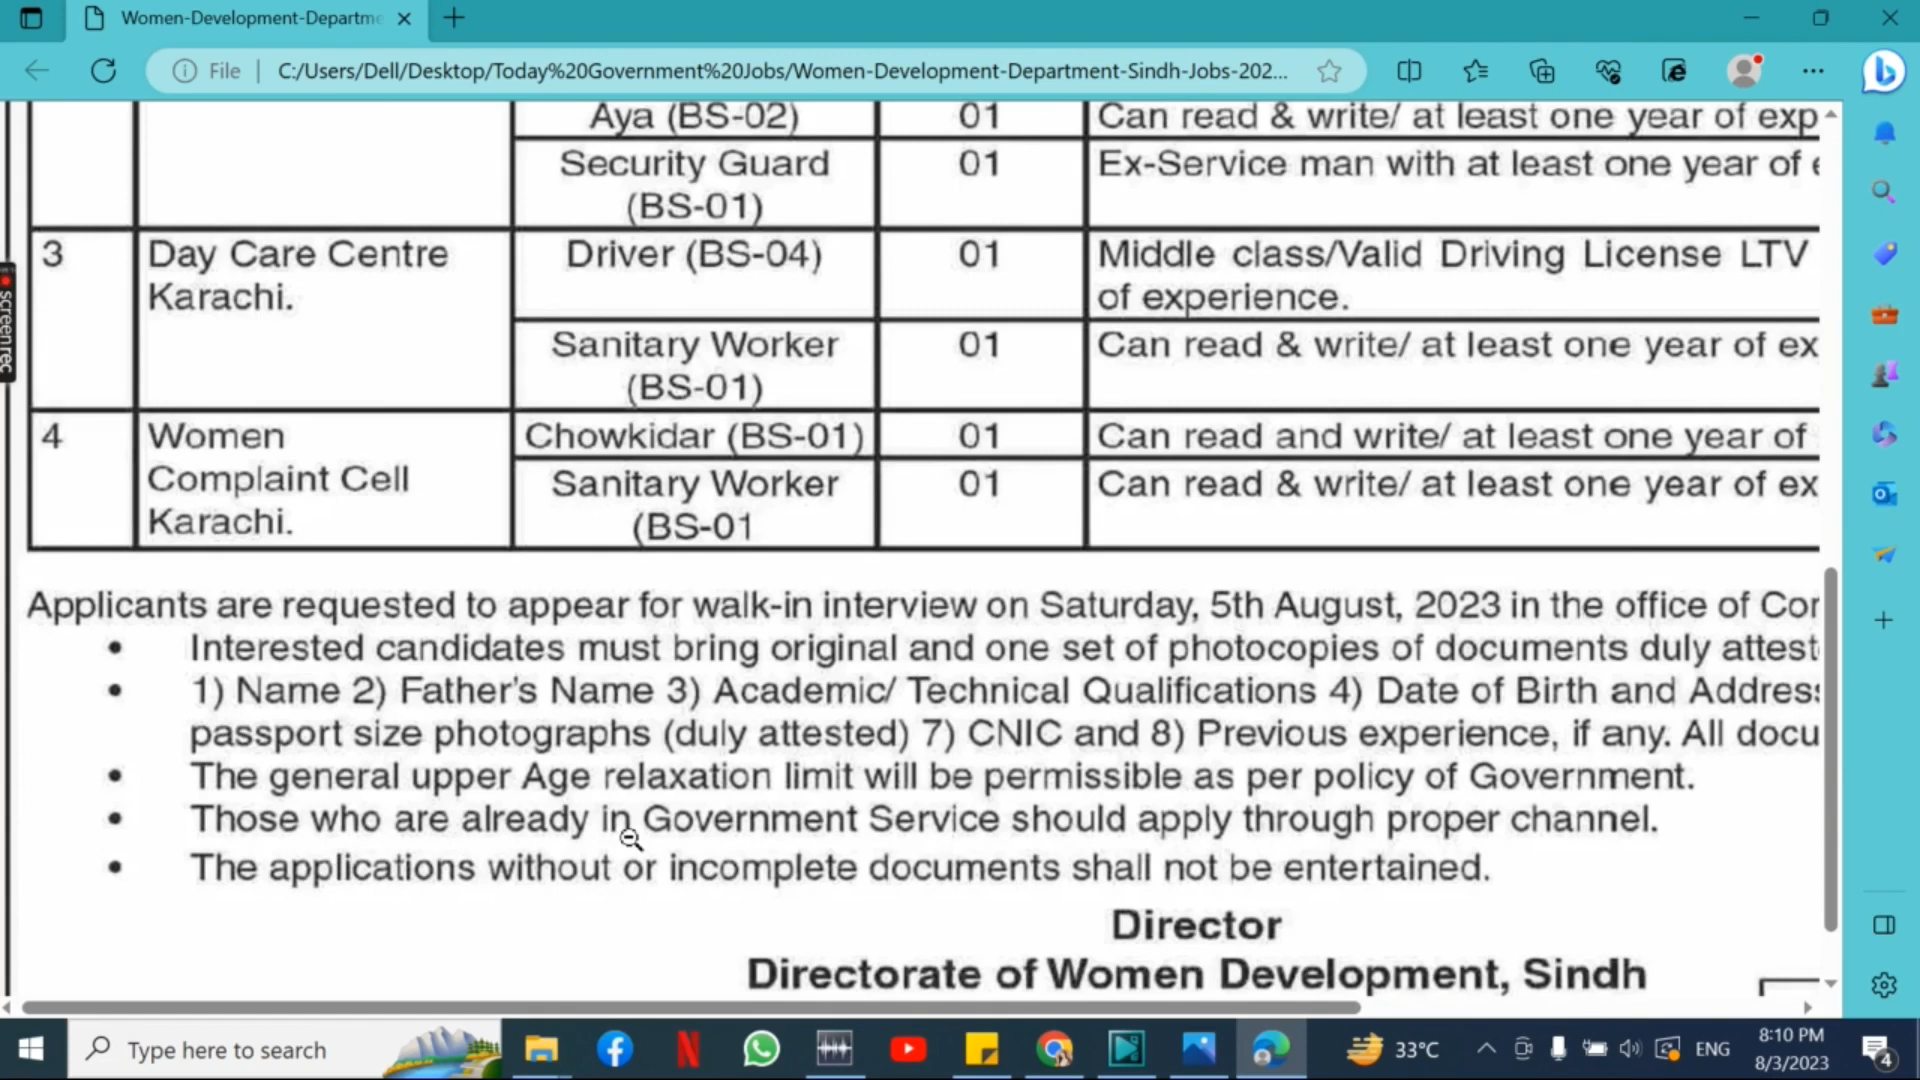 Women-Development-Departme
File
C:/Users/Dell/Desktop/Today%20Government%20Jobs/Women-Development-Department-Sindh-Jobs-202...
Aya (BS-02) 01 Can read & write/ at least one year of exp
Security Guard 01 Ex-Service man with at least one year of
(BS-01)
3 Day Care Centre Driver (BS-04) 01 Middle class/Valid Driving License LTV
Karachi. of experience.
Sanitary Worker 01 Can read & write/ at least one year of ex
(BS-01)
4 Women Chowkidar (BS-01) 01 Can read and write/ at least one year of
Complaint Cell Sanitary Worker 01 Can read & write/ at least one year of ex
Karachi. (BS-01
Applicants are requested to appear for walk-in interview on Saturday, 5th August, 2023 in the office of Cor
• Interested candidates must bring original and one set of photocopies of documents duly attest
• 1) Name 2) Father's Name 3) Academic/ Technical Qualifications 4) Date of Birth and Address
passport size photographs (duly attested) 7) CNIC and 8) Previous experience, if any. All docu
• The general upper Age relaxation limit will be permissible as per policy of Government.
• Those who are already in Government Service should apply through proper channel.
• The applications without or incomplete documents shall not be entertained.
Director
Directorate of Women Development, Sindh
screenrec
Type here to search
33°C
ENG
8:10 PM
8/3/2023
4